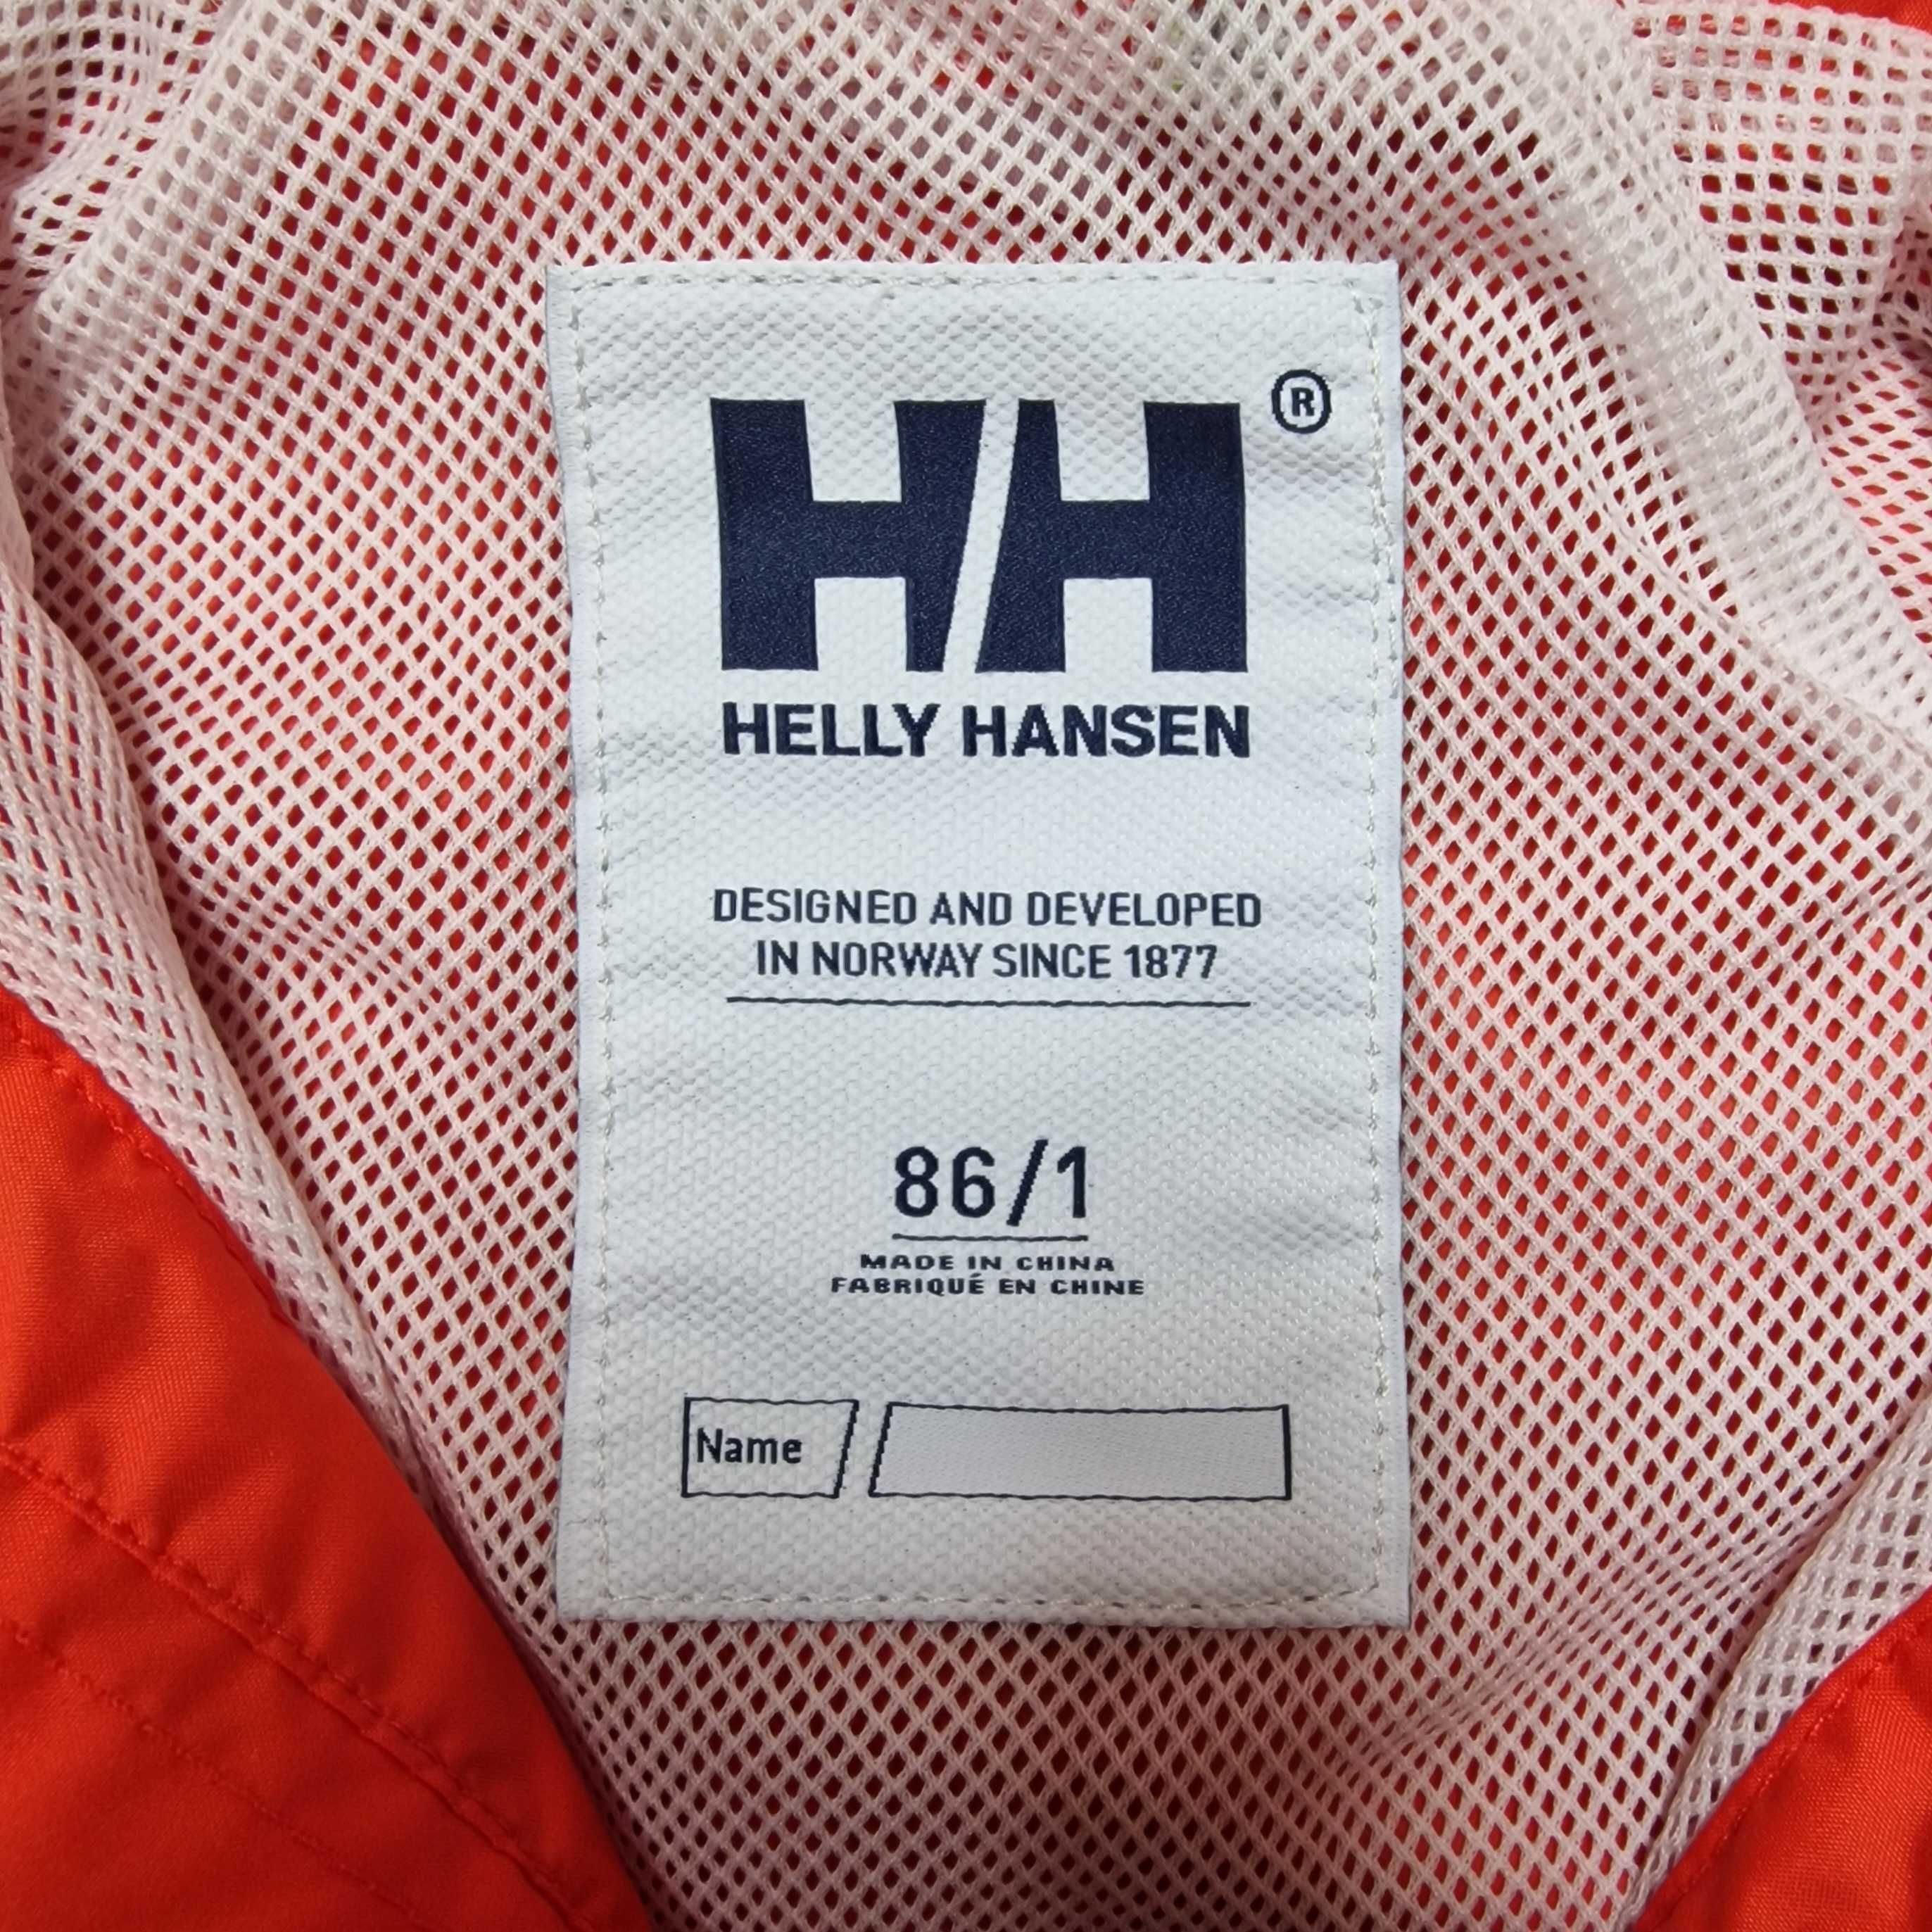 HH®
HELLY HANSEN
DESIGNED AND DEVELOPED
IN NORWAY SINCE 1877
86/1
MADE IN CHINA
FABRIQUÉ EN CHINE
Name